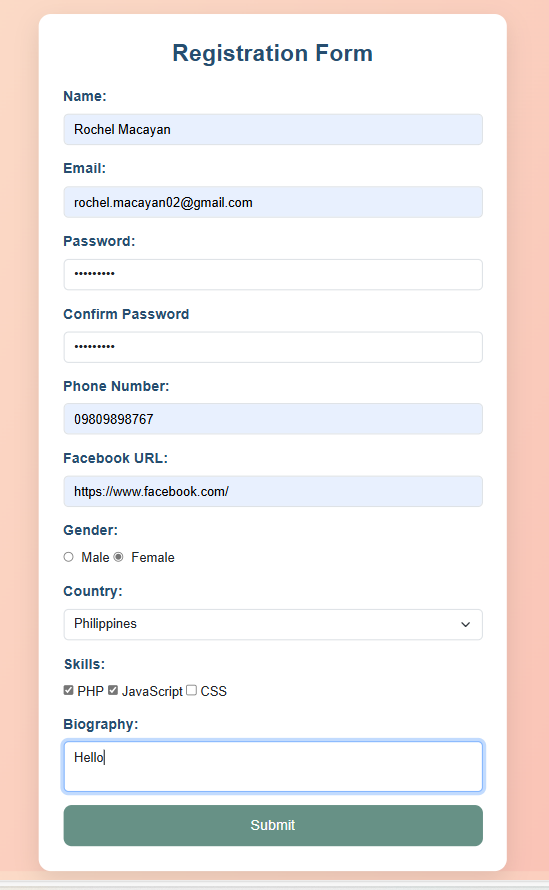 Registration Form
Name:
Rochel Macayan
Email:
rochel.macayan02@gmail.com
Password:
•••••••••
Confirm Password
•••••••••
Phone Number:
09809898767
Facebook URL:
https://www.facebook.com/
Gender:
Male Female
Country:
Philippines
Skills:
PHP JavaScript CSS
Biography:
Hello
Submit